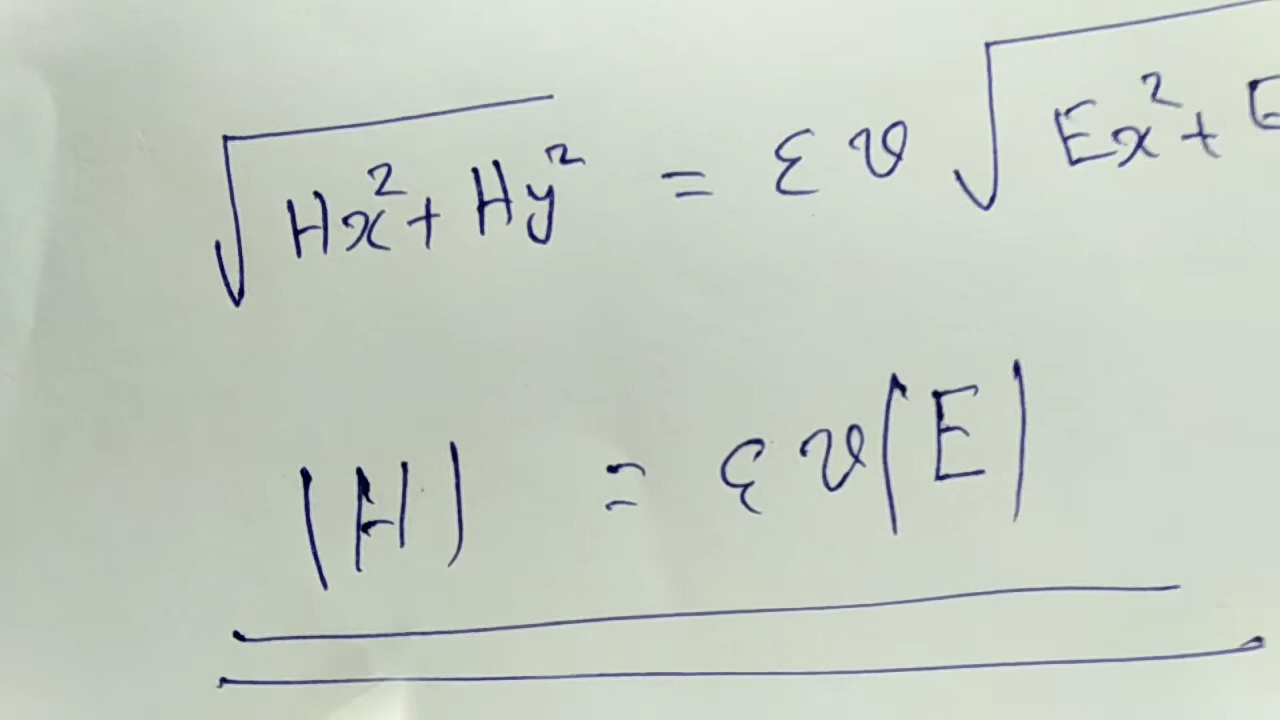 √(Hx² + Hy²) = εv √(Ex² + E
|H| = εv|E|